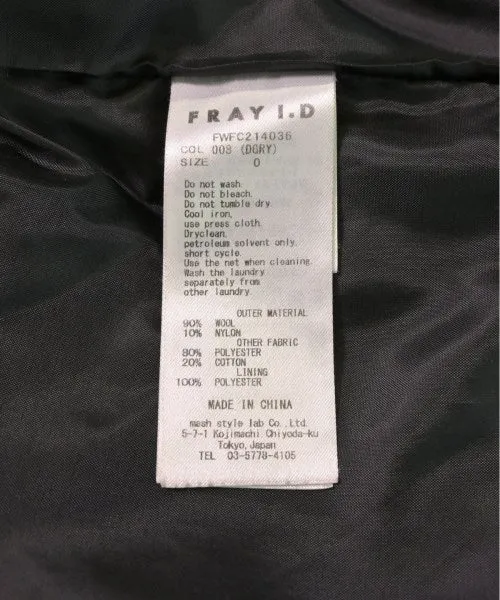 FRAY I.D
FWFC214036
COL 008 (DGRY)
SIZE 0
Do not wash.
Do not bleach.
Do not tumble dry.
Cool iron,
use press cloth.
Dryclean,
petroleum solvent only,
short cycle.
Use the net when cleaning.
Wash the laundry
separately from
other laundry.
OUTER MATERIAL
90% WOOL
10% NYLON
OTHER FABRIC
80% POLYESTER
20% COTTON
LINING
100% POLYESTER
MADE IN CHINA
mash style lab Co.,Ltd.
5-7-1 Kojimachi Chiyoda-ku
Tokyo,Japan
TEL 03-5778-4105